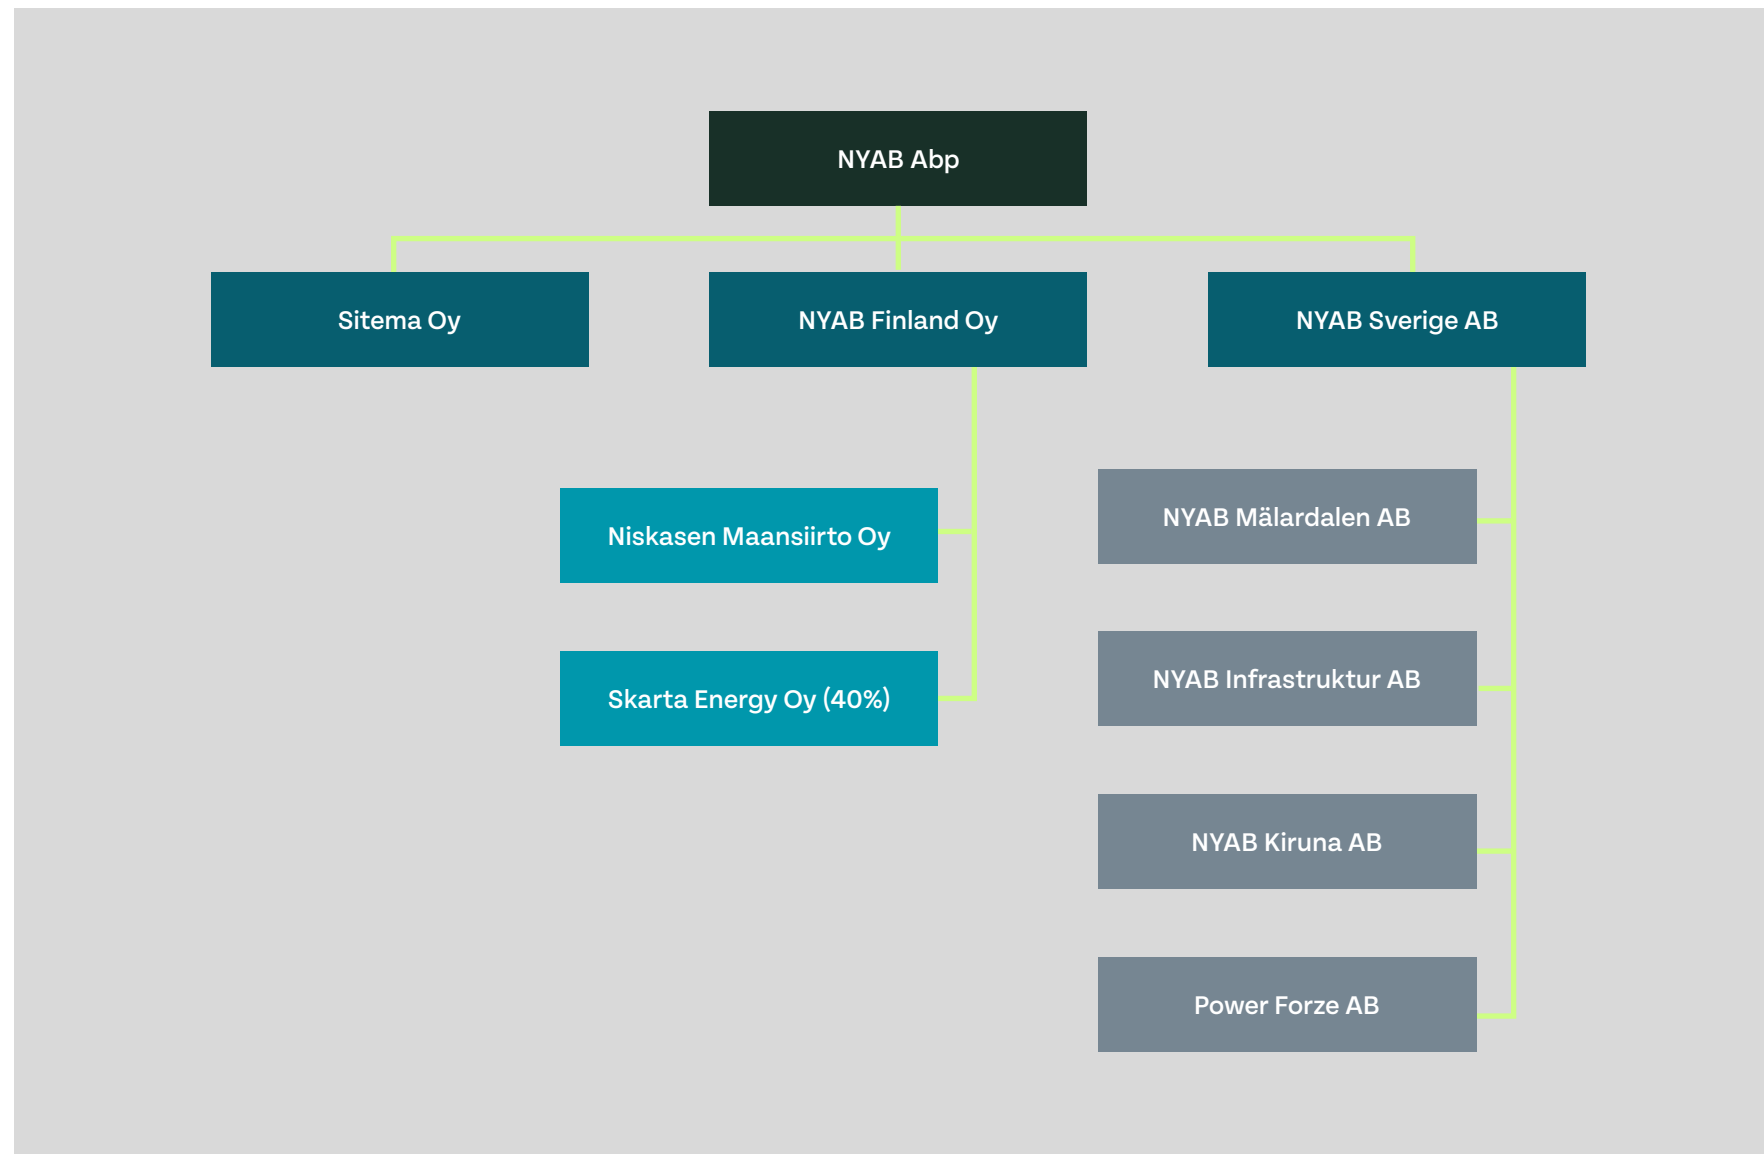 NYAB Abp
Sitema Oy
NYAB Finland Oy
NYAB Sverige AB
Niskasen Maansiirto Oy
Skarta Energy Oy (40%)
NYAB Mälardalen AB
NYAB Infrastruktur AB
NYAB Kiruna AB
Power Forze AB